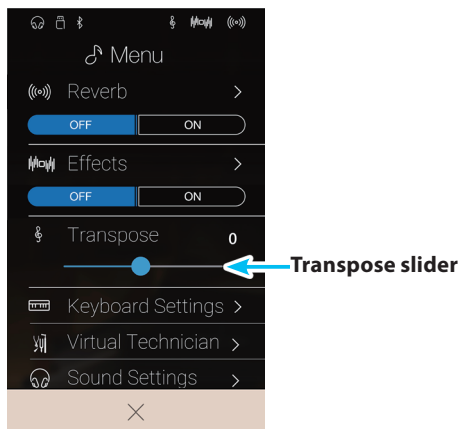 Menu
Reverb
OFF ON
Effects
OFF ON
Transpose 0
Transpose slider
Keyboard Settings
Virtual Technician
Sound Settings